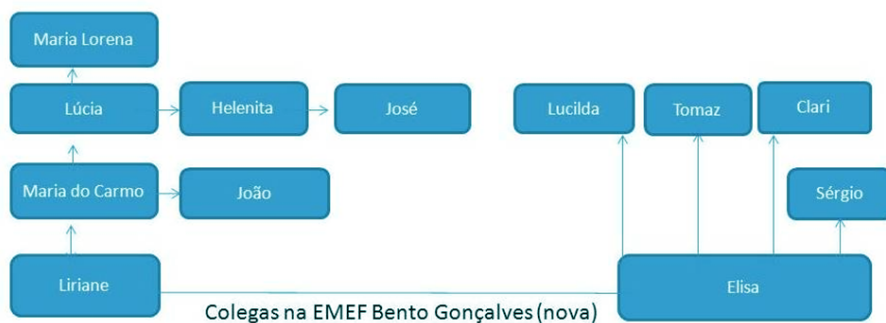 Maria Lorena
Lúcia
Helenita
José
Lucilda
Tomaz
Clari
Maria do Carmo
João
Sérgio
Liriane
Elisa
Colegas na EMEF Bento Gonçalves (nova)